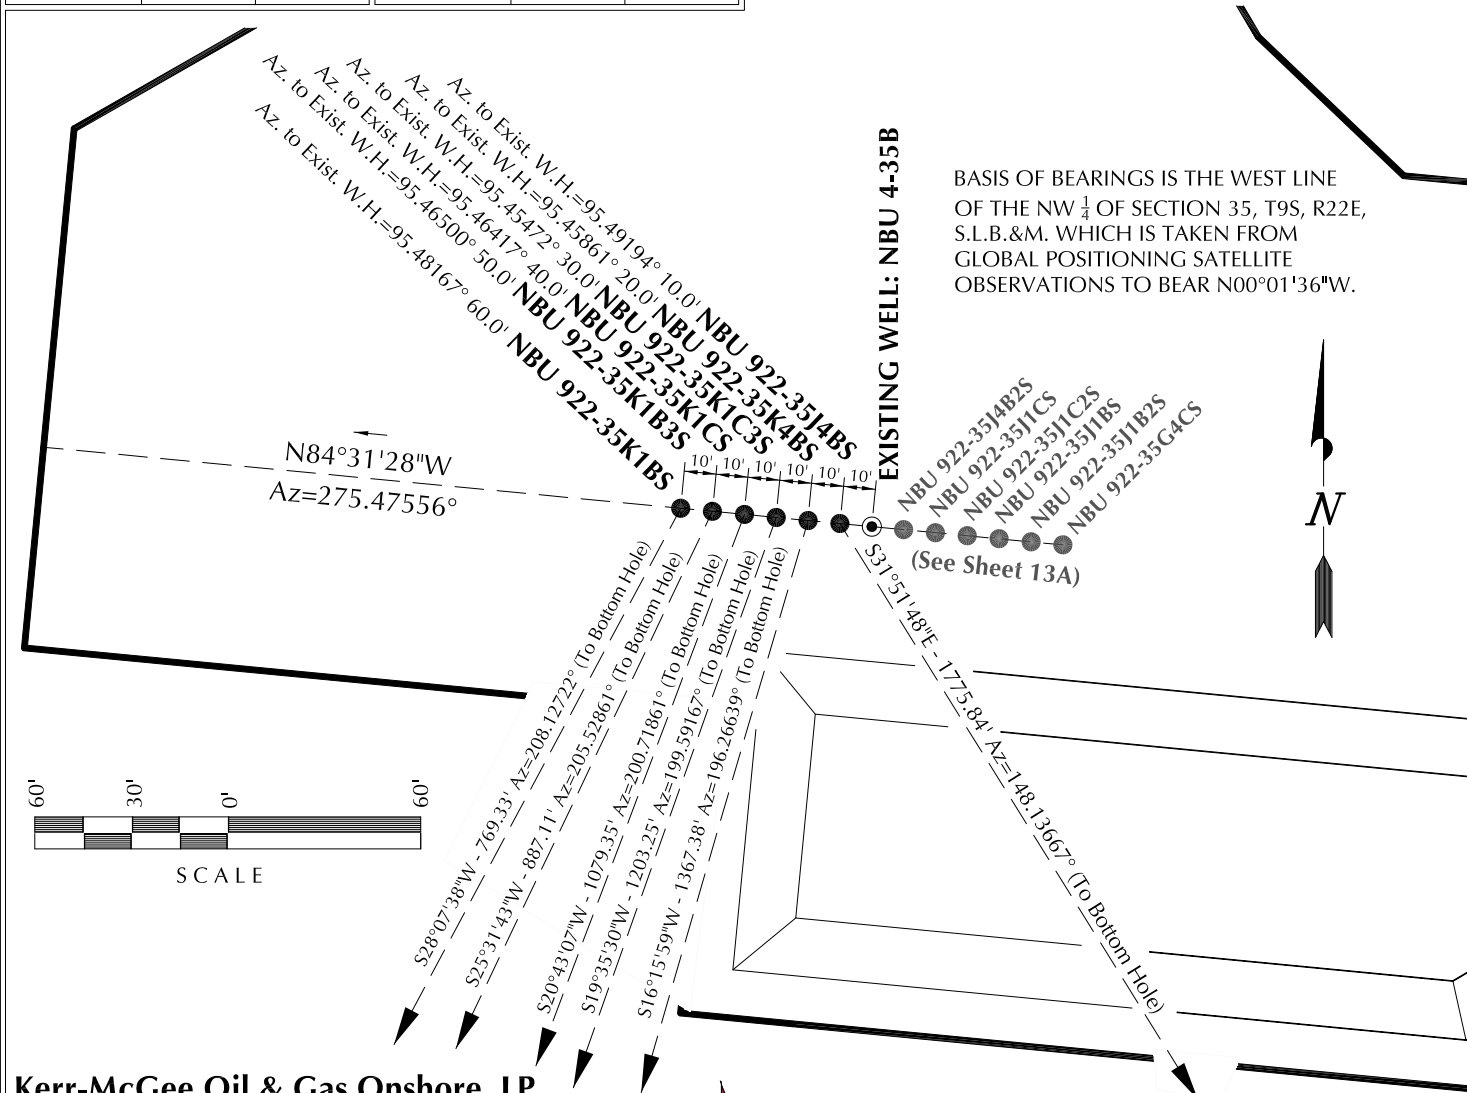 Az. to Exist. W.H.=95.49194° 10.0' NBU 922-35J4BS
Az. to Exist. W.H.=95.45861° 20.0' NBU 922-35K4BS
Az. to Exist. W.H.=95.45472° 30.0' NBU 922-35K1C3S
Az. to Exist. W.H.=95.46417° 40.0' NBU 922-35K1CS
Az. to Exist. W.H.=95.46500° 50.0' NBU 922-35K1B3S
Az. to Exist. W.H.=95.48167° 60.0' NBU 922-35K1BS
EXISTING WELL: NBU 4-35B
BASIS OF BEARINGS IS THE WEST LINE
OF THE NW 1/4 OF SECTION 35, T9S, R22E,
S.L.B.&M. WHICH IS TAKEN FROM
GLOBAL POSITIONING SATELLITE
OBSERVATIONS TO BEAR N00°01'36"W.
NBU 922-35J4B2S
NBU 922-35J1CS
NBU 922-35J1C2S
NBU 922-35J1BS
NBU 922-35J1B2S
NBU 922-35G4CS
(See Sheet 13A)
N84°31'28"W
Az=275.47556°
10' 10' 10' 10' 10' 10'
N
S28°07'38"W - 769.33' Az=208.12722° (To Bottom Hole)
S25°31'43"W - 887.11' Az=205.52861° (To Bottom Hole)
S20°43'07"W - 1079.35' Az=200.71861° (To Bottom Hole)
S19°35'30"W - 1203.25' Az=199.59167° (To Bottom Hole)
S16°15'59"W - 1367.38' Az=196.26639° (To Bottom Hole)
S31°51'48"E - 1775.84' Az=148.13667° (To Bottom Hole)
60' 30' 0' 60'
SCALE
Kerr-McGee Oil & Gas Onshore, LP